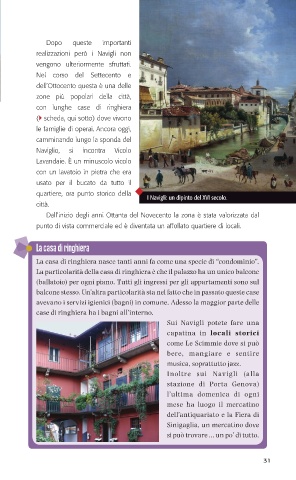 Dopo queste importanti
realizzazioni però i Navigli non
vengono ulteriormente sfruttati.
Nel corso del Settecento e
dell'Ottocento questa è una delle
zone più popolari della città,
con lunghe case di ringhiera
(▶ scheda, qui sotto) dove vivono
le famiglie di operai. Ancora oggi,
camminando lungo la sponda del
Naviglio, si incontra Vicolo
Lavandaie. È un minuscolo vicolo
con un lavatoio in pietra che era
usato per il bucato da tutto il
quartiere, ora punto storico della
città.
I Navigli: un dipinto del XVI secolo.
Dall'inizio degli anni Ottanta del Novecento la zona è stata valorizzata dal
punto di vista commerciale ed è diventata un affollato quartiere di locali.
La casa di ringhiera
La casa di ringhiera nasce tanti anni fa come una specie di "condominio".
La particolarità della casa di ringhiera è che il palazzo ha un unico balcone
(ballatoio) per ogni piano. Tutti gli ingressi per gli appartamenti sono sul
balcone stesso. Un'altra particolarità sta nel fatto che in passato queste case
avevano i servizi igienici (bagni) in comune. Adesso la maggior parte delle
case di ringhiera ha i bagni all'interno.
Sui Navigli potete fare una
capatina in locali storici
come Le Scimmie dove si può
bere, mangiare e sentire
musica, soprattutto jazz.
Inoltre sui Navigli (alla
stazione di Porta Genova)
l'ultima domenica di ogni
mese ha luogo il mercatino
dell'antiquariato e la Fiera di
Sinigaglia, un mercatino dove
si può trovare... un po' di tutto.
31